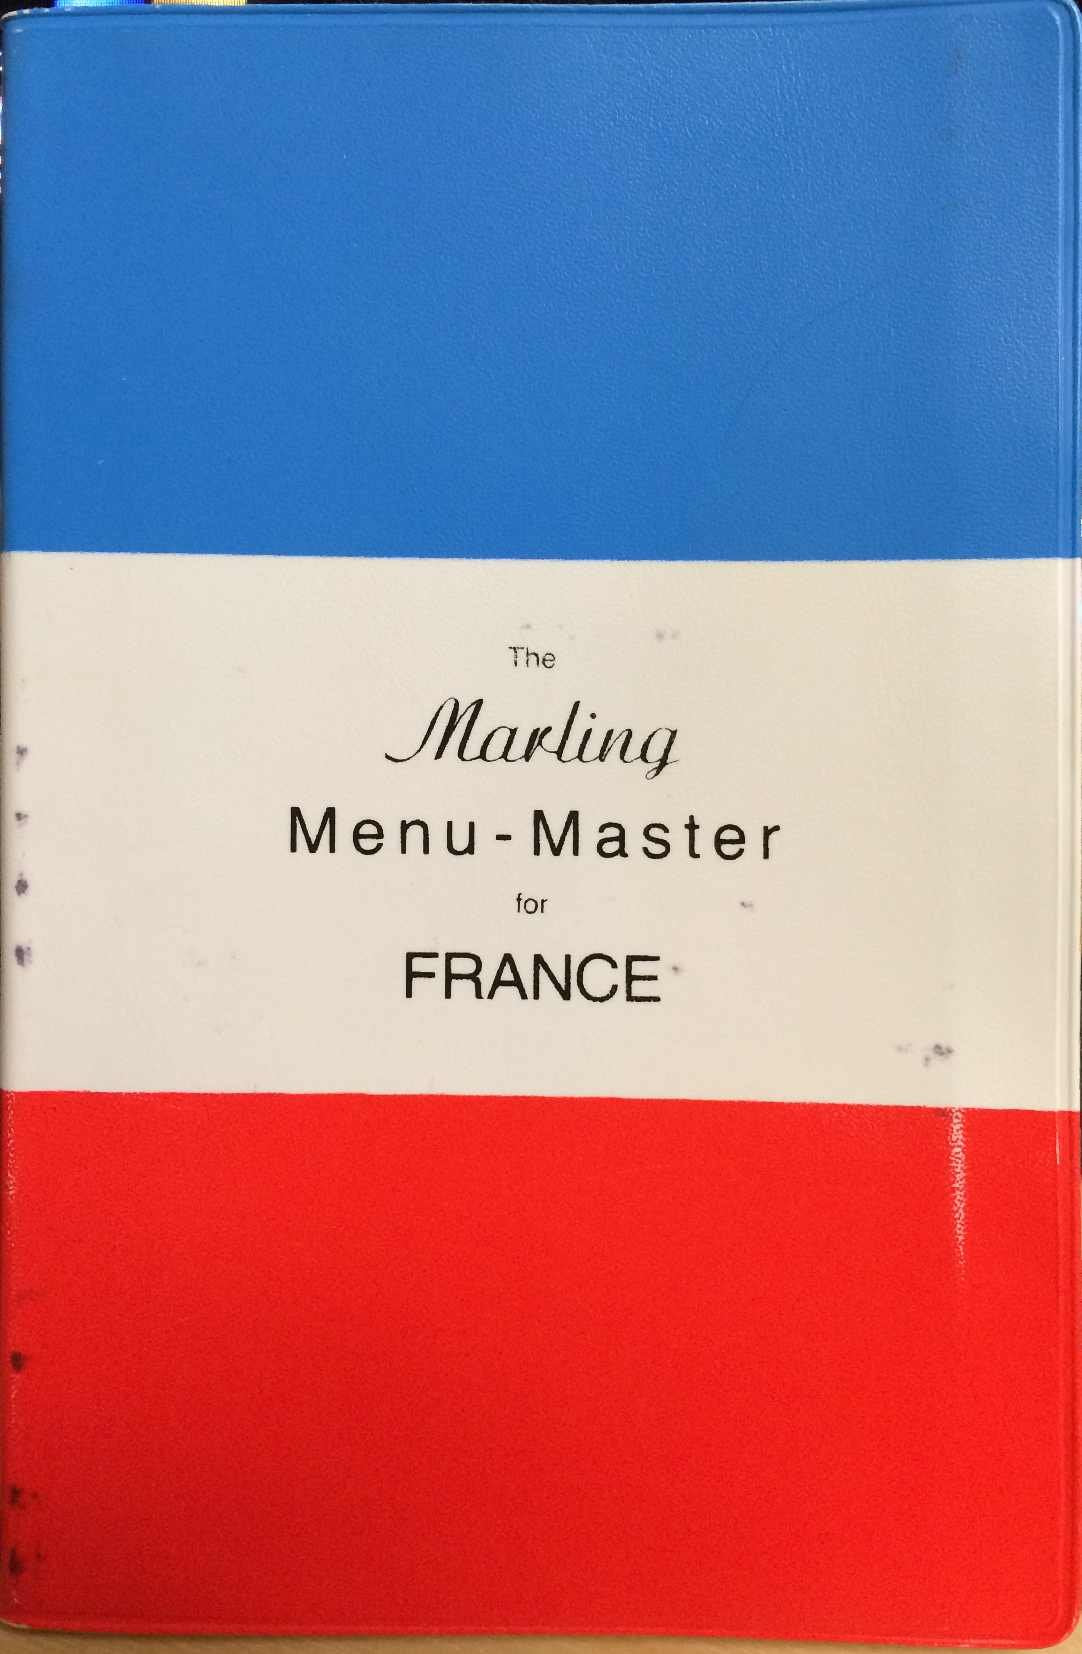 The
Marling
Menu-Master
for
FRANCE